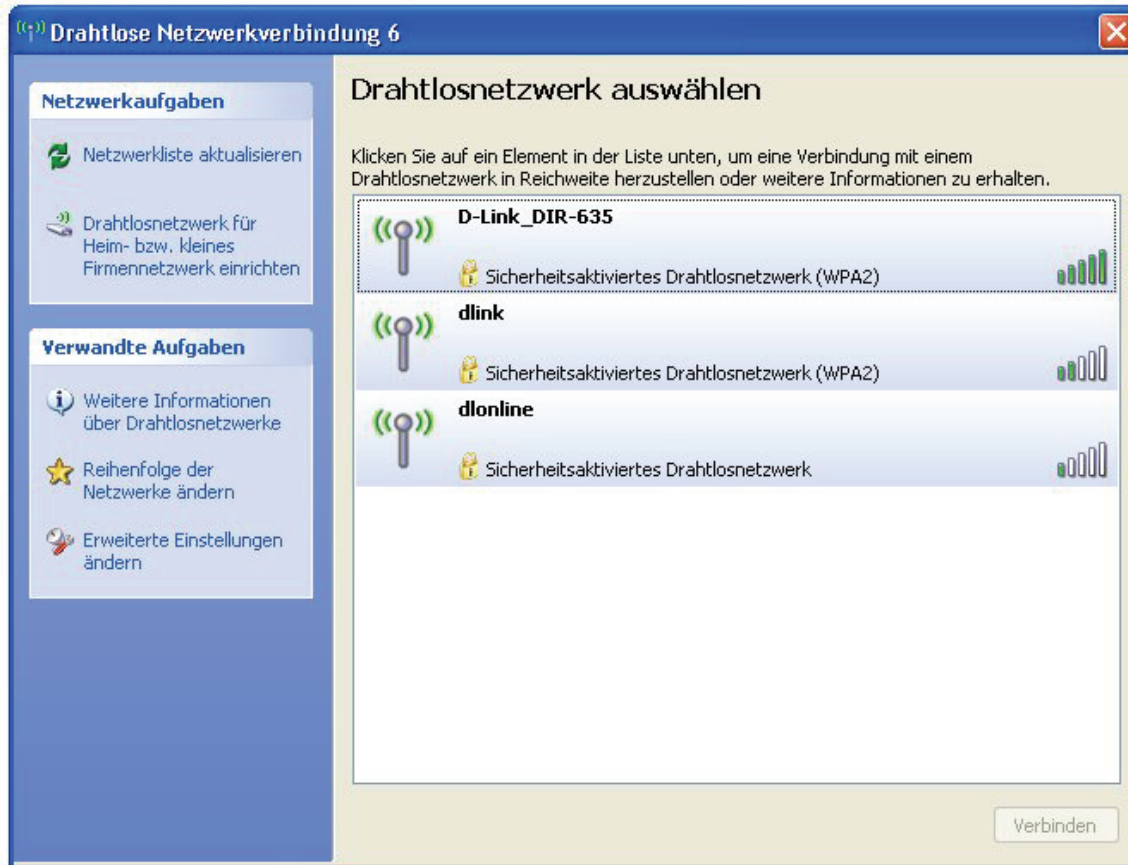 Drahtlose Netzwerkverbindung 6
Netzwerkaufgaben
Netzwerkliste aktualisieren
Drahtlosnetzwerk für
Heim- bzw. kleines
Firmennetzwerk einrichten
Verwandte Aufgaben
Weitere Informationen
über Drahtlosnetzwerke
Reihenfolge der
Netzwerke ändern
Erweiterte Einstellungen
ändern
Drahtlosnetzwerk auswählen
Klicken Sie auf ein Element in der Liste unten, um eine Verbindung mit einem
Drahtlosnetzwerk in Reichweite herzustellen oder weitere Informationen zu erhalten.
D-Link_DIR-635
Sicherheitsaktiviertes Drahtlosnetzwerk (WPA2)
dlink
Sicherheitsaktiviertes Drahtlosnetzwerk (WPA2)
dlonline
Sicherheitsaktiviertes Drahtlosnetzwerk
Verbinden